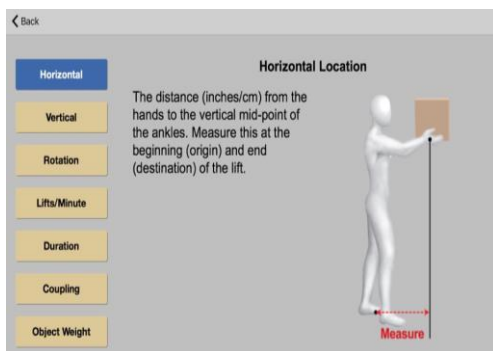 Back
Horizontal
Vertical
Rotation
Lifts/Minute
Duration
Coupling
Object Weight
Horizontal Location
The distance (inches/cm) from the
hands to the vertical mid-point of
the ankles. Measure this at the
beginning (origin) and end
(destination) of the lift.
Measure